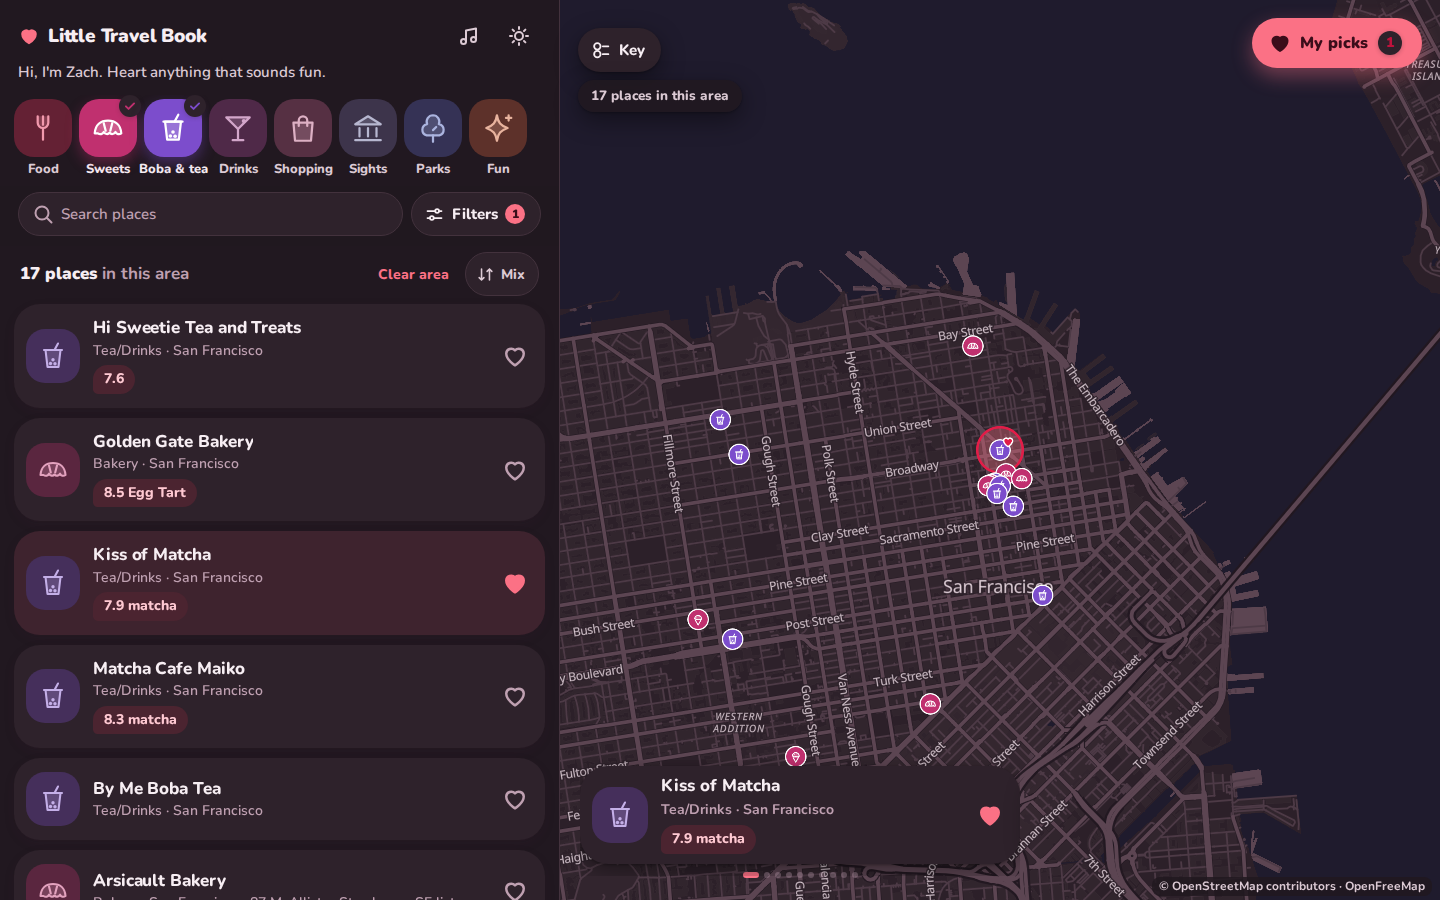 Little Travel Book
Hi, I'm Zach. Heart anything that sounds fun.
Food
Sweets
Boba & tea
Drinks
Shopping
Sights
Parks
Fun
Search places
Filters 1
17 places in this area
Clear area
Mix
Hi Sweetie Tea and Treats
Tea/Drinks · San Francisco
7.6
Golden Gate Bakery
Bakery · San Francisco
8.5 Egg Tart
Kiss of Matcha
Tea/Drinks · San Francisco
7.9 matcha
Matcha Cafe Maiko
Tea/Drinks · San Francisco
8.3 matcha
By Me Boba Tea
Tea/Drinks · San Francisco
Arsicault Bakery
Key
17 places in this area
My picks 1
Bay Street
Hyde Street
The Embarcadero
Union Street
Fillmore Street
Gough Street
Polk Street
Broadway
Clay Street
Sacramento Street
Pine Street
Pine Street
San Francisco
Bush Street
Post Street
y Boulevard
Turk Street
Harrison Street
Gough Street
Van Ness Avenue
WESTERN
ADDITION
Townsend Street
Street
Street
Fulton Street
Kiss of Matcha
Tea/Drinks · San Francisco
7.9 matcha
7th Street
© OpenStreetMap contributors · OpenFreeMap